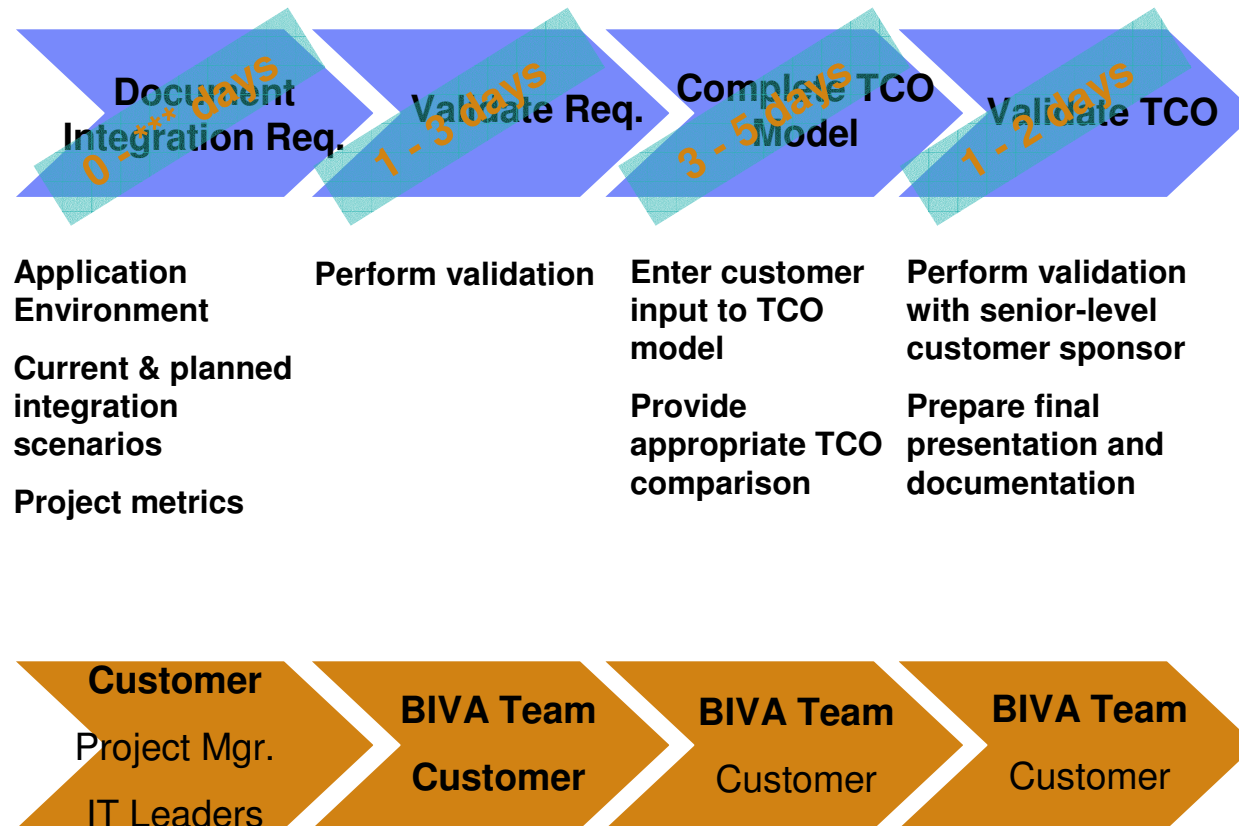 Document
Integration Req.
0 - *** days
Validate Req.
1 - 3 days
Complete TCO
Model
3 - 5 days
Validate TCO
1 - 2 days
Application
Environment
Current & planned
integration
scenarios
Project metrics
Perform validation
Enter customer
input to TCO
model
Provide
appropriate TCO
comparison
Perform validation
with senior-level
customer sponsor
Prepare final
presentation and
documentation
Customer
Project Mgr.
IT Leaders
BIVA Team
Customer
BIVA Team
Customer
BIVA Team
Customer